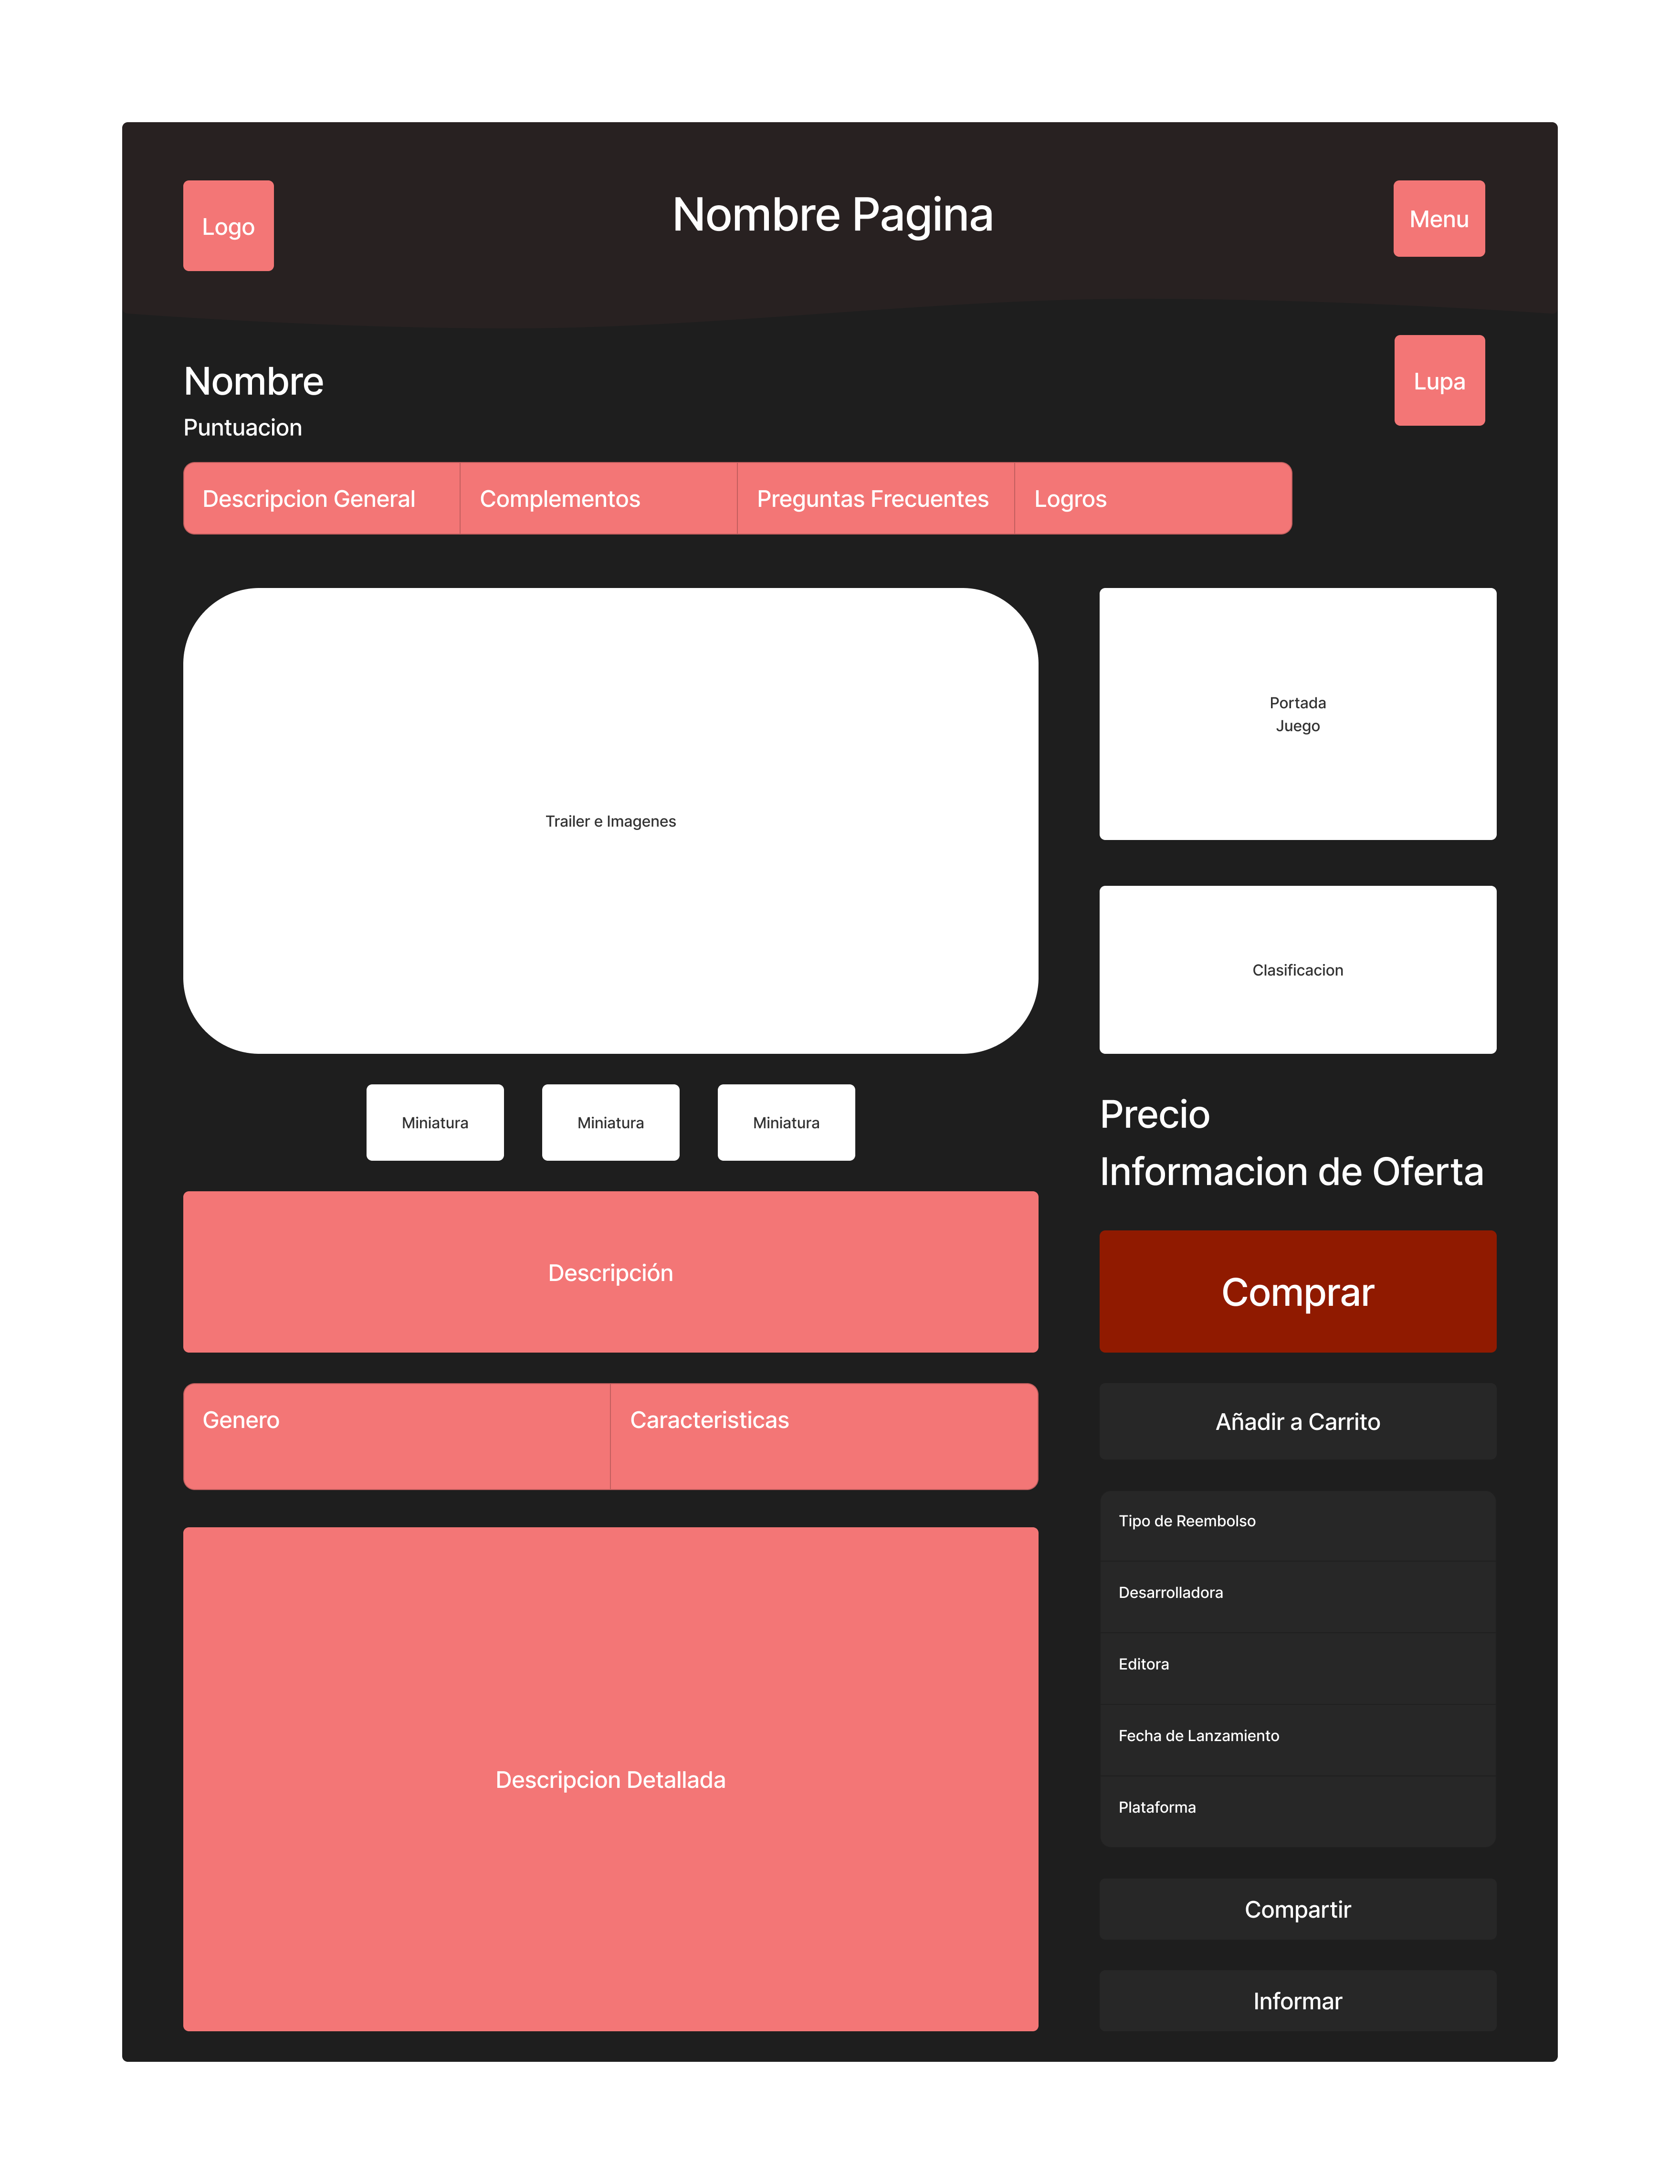 Logo
Nombre Pagina
Menu
Nombre
Lupa
Puntuacion
Descripcion General
Complementos
Preguntas Frecuentes
Logros
Trailer e Imagenes
Miniatura
Miniatura
Miniatura
Descripción
Genero
Caracteristicas
Descripcion Detallada
Portada
Juego
Clasificacion
Precio
Informacion de Oferta
Comprar
Añadir a Carrito
Tipo de Reembolso
Desarrolladora
Editora
Fecha de Lanzamiento
Plataforma
Compartir
Informar